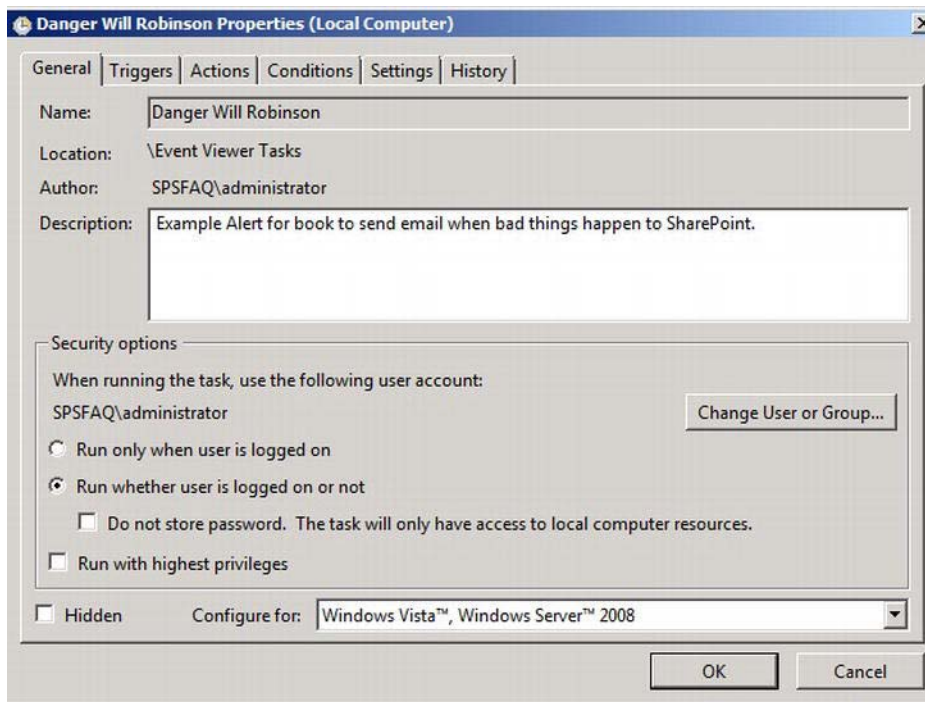 Danger Will Robinson Properties (Local Computer)
General Triggers Actions Conditions Settings History
Name: Danger Will Robinson
Location: \Event Viewer Tasks
Author: SPSFAQ\administrator
Description: Example Alert for book to send email when bad things happen to SharePoint.
Security options
When running the task, use the following user account:
SPSFAQ\administrator Change User or Group...
Run only when user is logged on
Run whether user is logged on or not
Do not store password. The task will only have access to local computer resources.
Run with highest privileges
Hidden Configure for: Windows Vista™, Windows Server™ 2008
OK Cancel